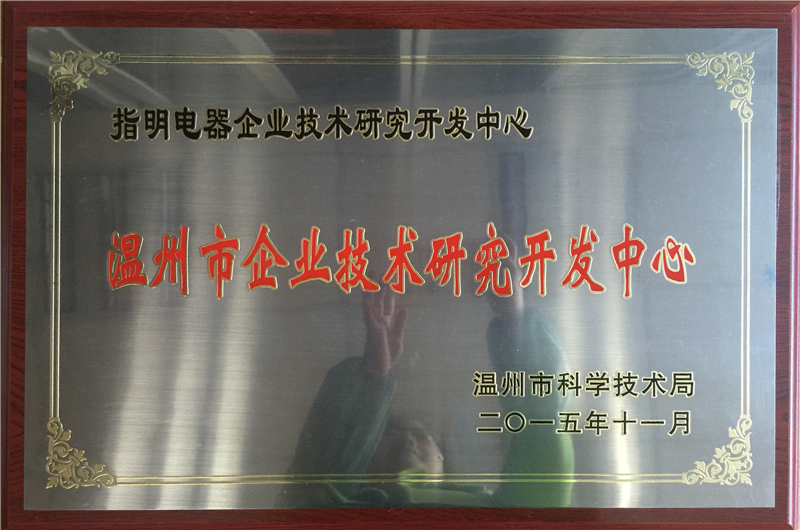 指明电器企业技术研究开发中心
温州市企业技术研究开发中心
温州市科学技术局
二〇一五年十一月